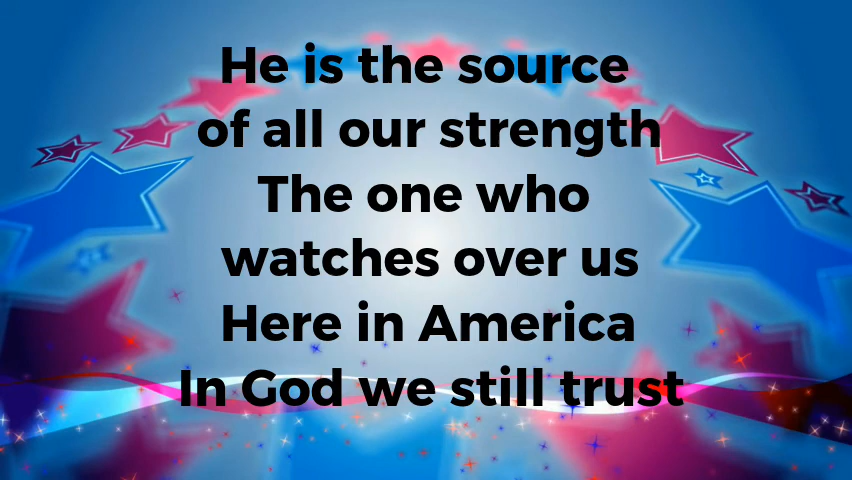 He is the source
of all our strength
The one who
watches over us
Here in America
In God we still trust